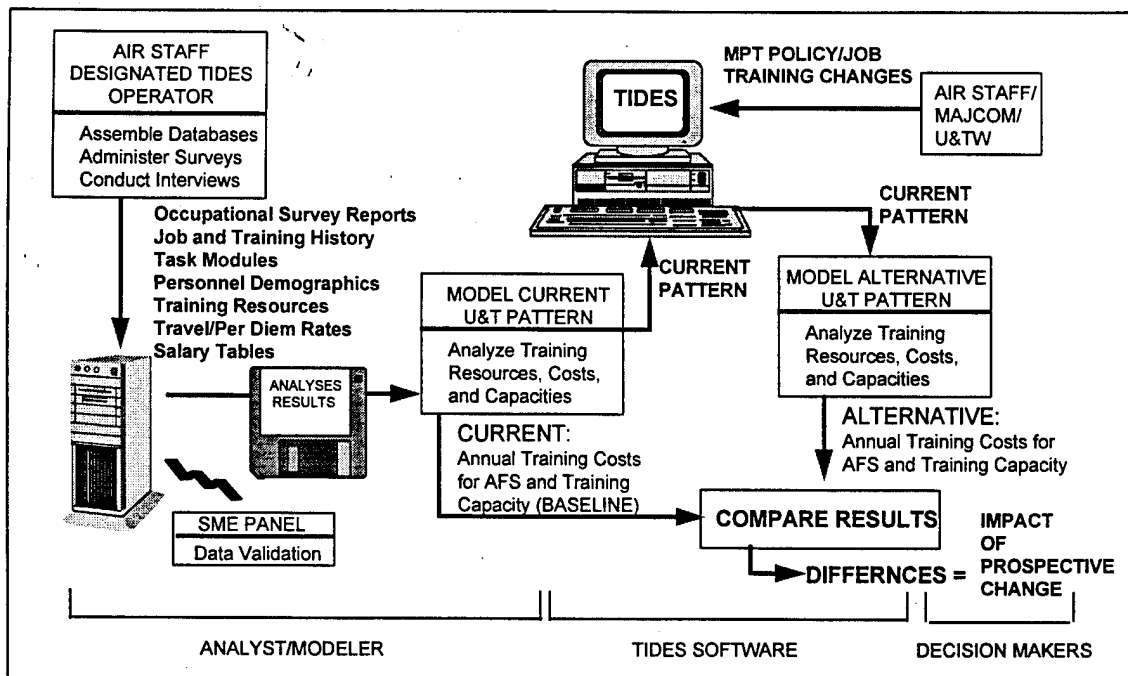 AIR STAFF
DESIGNATED TIDES
OPERATOR
Assemble Databases
Administer Surveys
Conduct Interviews
Occupational Survey Reports
Job and Training History
Task Modules
Personnel Demographics
Training Resources
Travel/Per Diem Rates
Salary Tables
ANALYSES
RESULTS
SME PANEL
Data Validation
MODEL CURRENT
U&T PATTERN
Analyze Training
Resources, Costs,
and Capacities
CURRENT:
Annual Training Costs
for AFS and Training
Capacity (BASELINE)
CURRENT
PATTERN
TIDES
MPT POLICY/JOB
TRAINING CHANGES
AIR STAFF/
MAJCOM/
U&TW
CURRENT
PATTERN
MODEL ALTERNATIVE
U&T PATTERN
Analyze Training
Resources, Costs,
and Capacities
ALTERNATIVE:
Annual Training Costs for
AFS and Training Capacity
COMPARE RESULTS
DIFFERNCES =
IMPACT
OF
PROSPECTIVE
CHANGE
ANALYST/MODELER
TIDES SOFTWARE
DECISION MAKERS